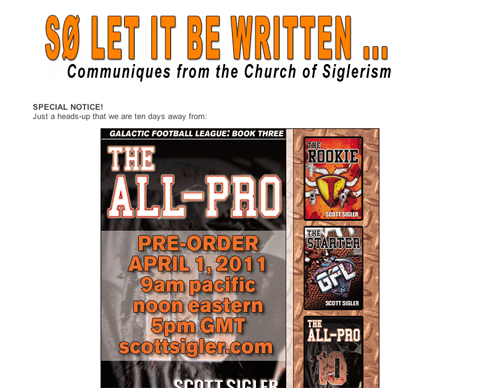 SØ LET IT BE WRITTEN ...
Communiques from the Church of Siglerism
SPECIAL NOTICE!
Just a heads-up that we are ten days away from:
GALACTIC FOOTBALL LEAGUE: BOOK THREE
THE
ALL-PRO
PRE-ORDER
APRIL 1, 2011
9am pacific
noon eastern
5pm GMT
scottsigler.com
SCOTT SIGLER
THE
ROOKIE
SCOTT SIGLER
THE
STARTER
GFL
SCOTT SIGLER
THE
ALL-PRO
10